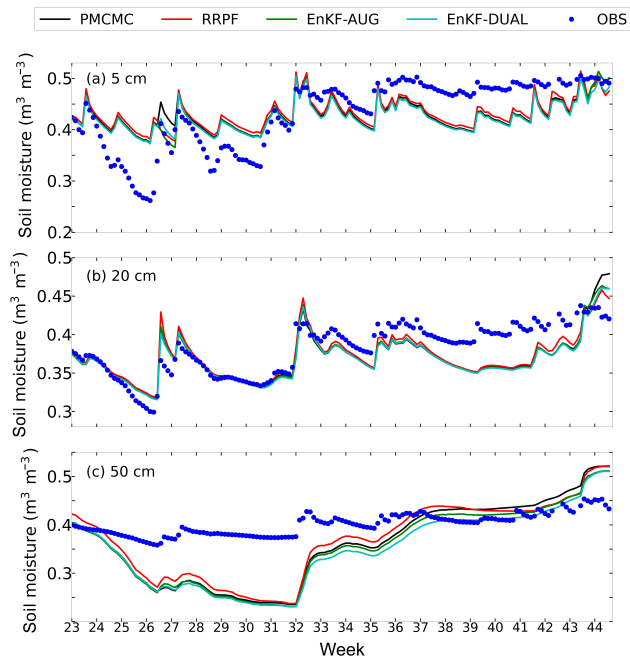 PMCMC RRPF EnKF-AUG EnKF-DUAL OBS
(a) 5 cm
0.5
0.4
0.3
0.2
Soil moisture (m³ m⁻³)
(b) 20 cm
0.5
0.45
0.4
0.35
0.3
Soil moisture (m³ m⁻³)
(c) 50 cm
0.5
0.4
0.3
Soil moisture (m³ m⁻³)
23 24 26 27 28 29 30 31 32 33 34 35 36 37 38 39 40 41 42 43 44
Week